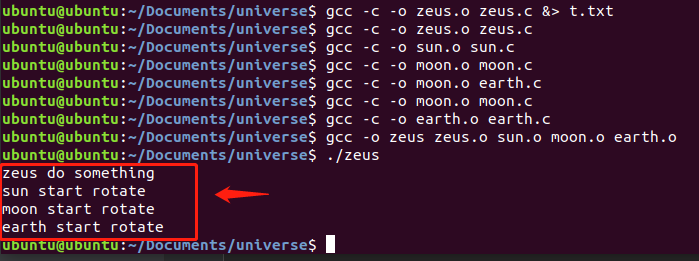 ubuntu@ubuntu:~/Documents/universe$ gcc -c -o zeus.o zeus.c &> t.txt
ubuntu@ubuntu:~/Documents/universe$ gcc -c -o zeus.o zeus.c
ubuntu@ubuntu:~/Documents/universe$ gcc -c -o sun.o sun.c
ubuntu@ubuntu:~/Documents/universe$ gcc -c -o moon.o moon.c
ubuntu@ubuntu:~/Documents/universe$ gcc -c -o moon.o earth.c
ubuntu@ubuntu:~/Documents/universe$ gcc -c -o moon.o moon.c
ubuntu@ubuntu:~/Documents/universe$ gcc -c -o earth.o earth.c
ubuntu@ubuntu:~/Documents/universe$ gcc -o zeus zeus.o sun.o moon.o earth.o
ubuntu@ubuntu:~/Documents/universe$ ./zeus
zeus do something
sun start rotate
moon start rotate
earth start rotate
ubuntu@ubuntu:~/Documents/universe$